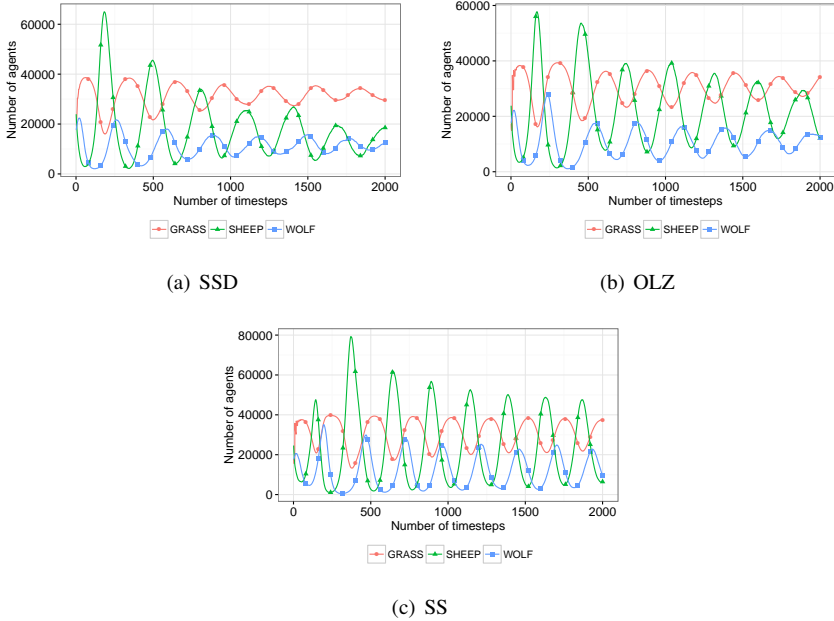 60000
40000
20000
0
Number of agents
0 500 1000 1500 2000
Number of timesteps
GRASS SHEEP WOLF
(a) SSD
60000
40000
20000
0
Number of agents
0 500 1000 1500 2000
Number of timesteps
GRASS SHEEP WOLF
(b) OLZ
80000
60000
40000
20000
0
Number of agents
0 500 1000 1500 2000
Number of timesteps
GRASS SHEEP WOLF
(c) SS